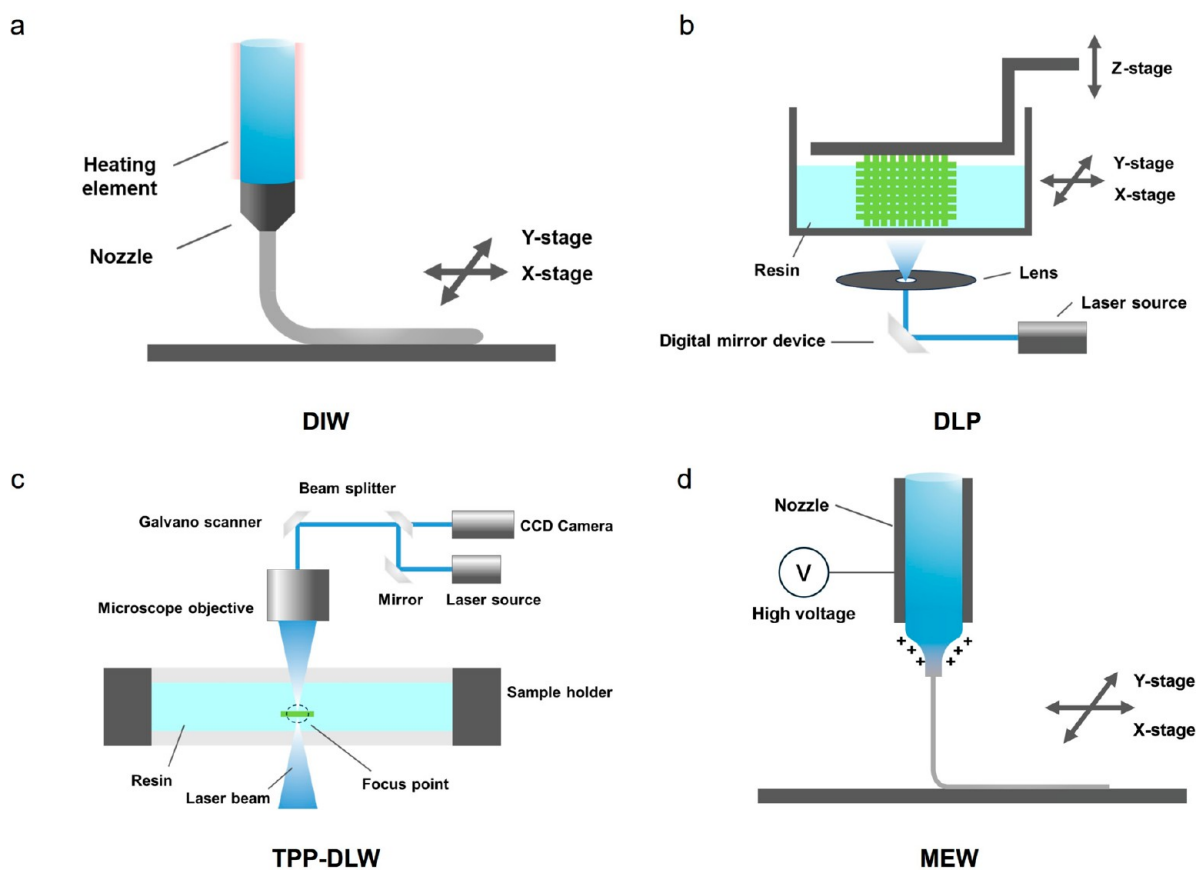 a
Heating
element
Nozzle
Y-stage
X-stage
DIW
b
Z-stage
Y-stage
X-stage
Resin
Lens
Laser source
Digital mirror device
DLP
c
Beam splitter
Galvano scanner
CCD Camera
Mirror
Laser source
Microscope objective
Sample holder
Resin
Laser beam
Focus point
TPP-DLW
d
Nozzle
V
High voltage
+ +
+ +
+ +
Y-stage
X-stage
MEW